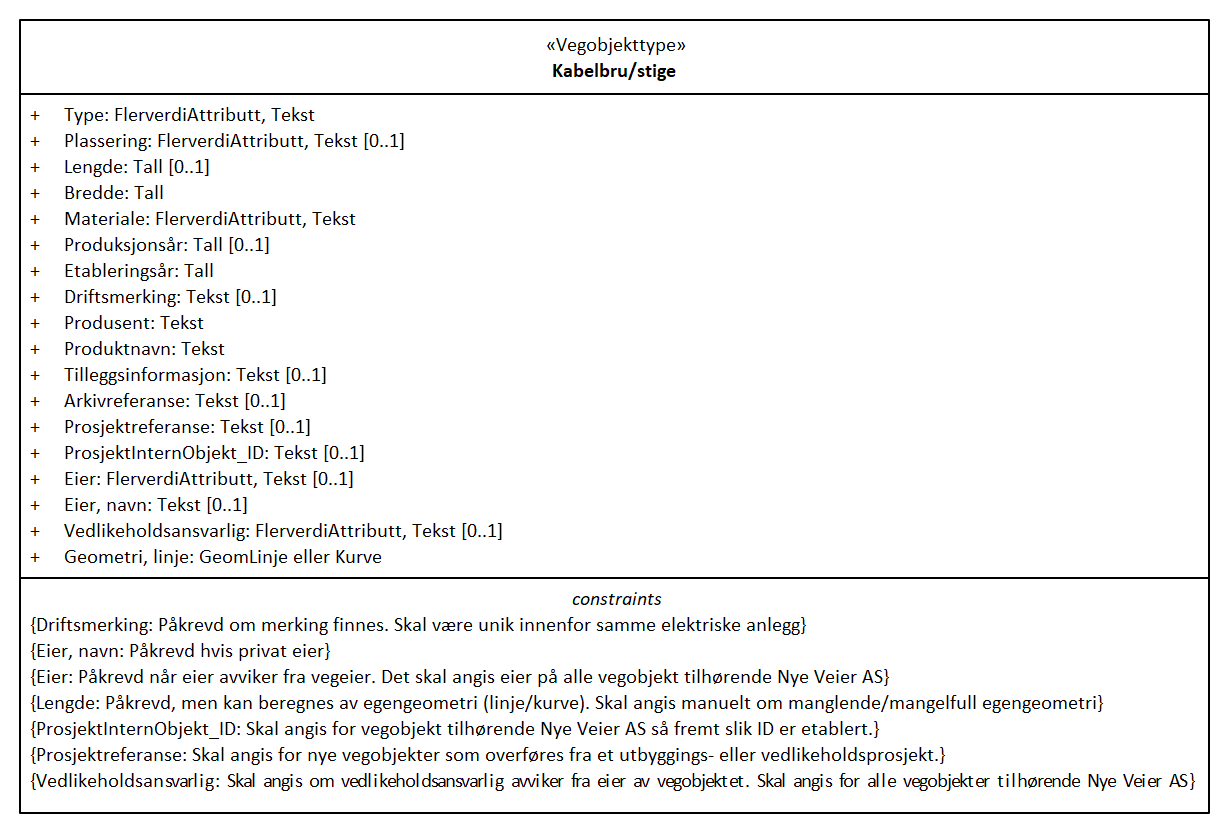 «Vegobjekttype»
Kabelbru/stige
+ Type: FlerverdiAttributt, Tekst
+ Plassering: FlerverdiAttributt, Tekst [0..1]
+ Lengde: Tall [0..1]
+ Bredde: Tall
+ Materiale: FlerverdiAttributt, Tekst
+ Produksjonsår: Tall [0..1]
+ Etableringsår: Tall
+ Driftsmerking: Tekst [0..1]
+ Produsent: Tekst
+ Produktnavn: Tekst
+ Tilleggsinformasjon: Tekst [0..1]
+ Arkivreferanse: Tekst [0..1]
+ Prosjektreferanse: Tekst [0..1]
+ ProsjektInternObjekt_ID: Tekst [0..1]
+ Eier: FlerverdiAttributt, Tekst [0..1]
+ Eier, navn: Tekst [0..1]
+ Vedlikeholdsansvarlig: FlerverdiAttributt, Tekst [0..1]
+ Geometri, linje: GeomLinje eller Kurve
constraints
{Driftsmerking: Påkrevd om merking finnes. Skal være unik innenfor samme elektriske anlegg}
{Eier, navn: Påkrevd hvis privat eier}
{Eier: Påkrevd når eier avviker fra vegeier. Det skal angis eier på alle vegobjekt tilhørende Nye Veier AS}
{Lengde: Påkrevd, men kan beregnes av egengeometri (linje/kurve). Skal angis manuelt om manglende/mangelfull egengeometri}
{ProsjektInternObjekt_ID: Skal angis for vegobjekt tilhørende Nye Veier AS så fremt slik ID er etablert.}
{Prosjektreferanse: Skal angis for nye vegobjekter som overføres fra et utbyggings- eller vedlikeholdsprosjekt.}
{Vedlikeholdsansvarlig: Skal angis om vedlikeholdsansvarlig avviker fra eier av vegobjektet. Skal angis for alle vegobjekter tilhørende Nye Veier AS}